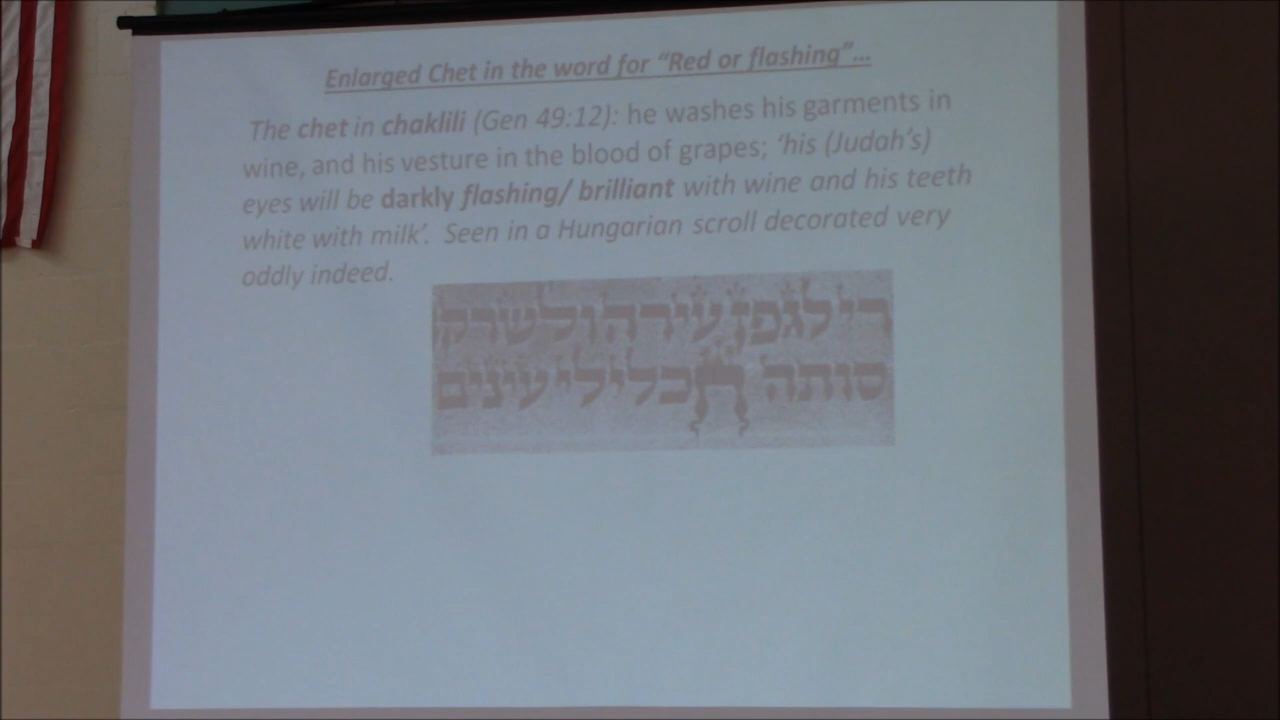 Enlarged Chet in the word for “Red or flashing”...
The chet in chaklili (Gen 49:12): he washes his garments in
wine, and his vesture in the blood of grapes; ‘his (Judah’s)
eyes will be darkly flashing/ brilliant with wine and his teeth
white with milk’. Seen in a Hungarian scroll decorated very
oddly indeed.
רי לגפן עירה ולשרק
סותה חכלילי עינים